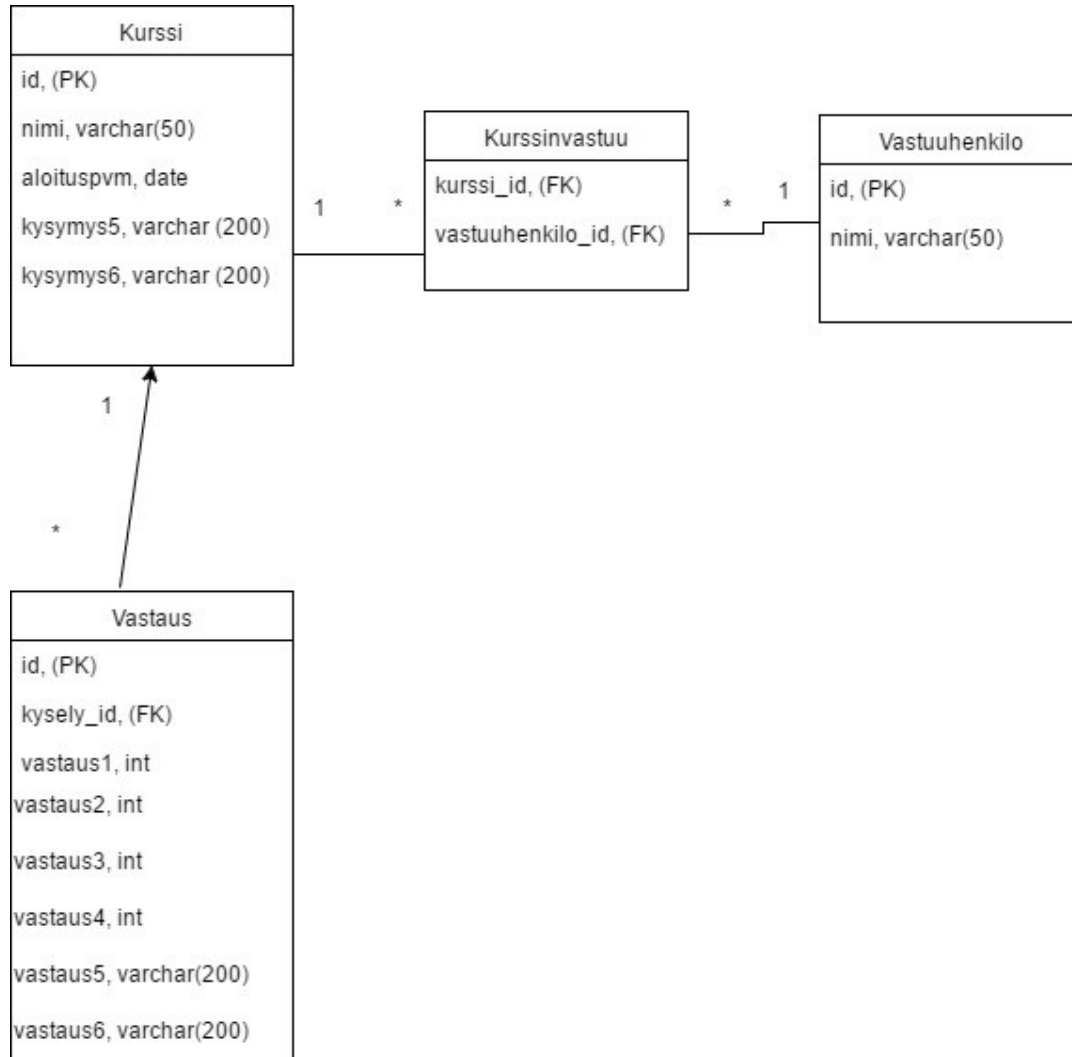 Kurssi
id, (PK)
nimi, varchar(50)
aloituspvm, date
kysymys5, varchar (200)
kysymys6, varchar (200)
1
*
Kurssinvastuu
kurssi_id, (FK)
vastuuhenkilo_id, (FK)
*
1
Vastuuhenkilo
id, (PK)
nimi, varchar(50)
1
*
Vastaus
id, (PK)
kysely_id, (FK)
vastaus1, int
vastaus2, int
vastaus3, int
vastaus4, int
vastaus5, varchar(200)
vastaus6, varchar(200)